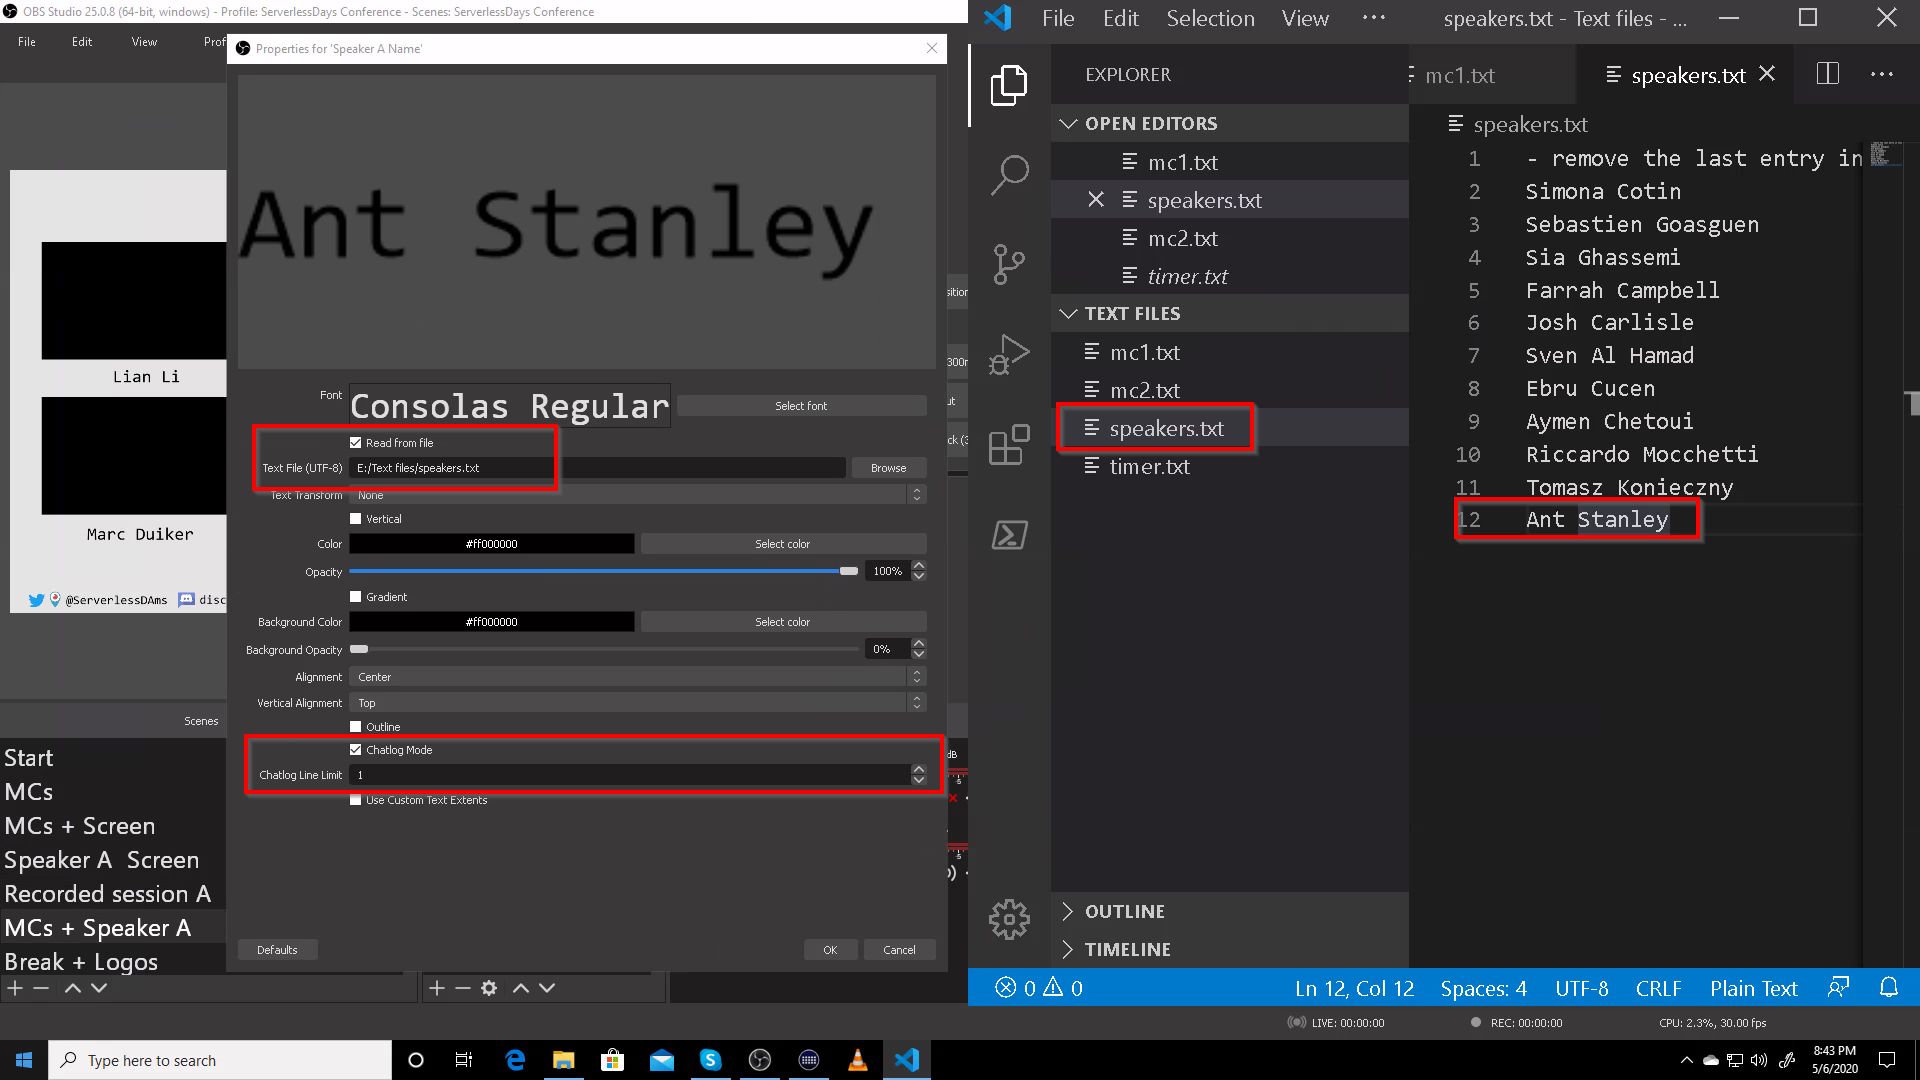 OBS Studio 25.0.8 (64-bit, windows) - Profile: ServerlessDays Conference - Scenes: ServerlessDays Conference
File Edit View Prof
Properties for 'Speaker A Name'
Ant Stanley
Lian Li
Marc Duiker
@ServerlessDAms disc
Font Consolas Regular Select font
Read from file
Text File (UTF-8) E:/Text files/speakers.txt Browse
Text Transform None
Vertical
Color #ff000000 Select color
Opacity 100%
Gradient
Background Color #ff000000 Select color
Background Opacity 0%
Alignment Center
Vertical Alignment Top
Outline
Chatlog Mode
Chatlog Line Limit 1
Use Custom Text Extents
Defaults OK Cancel
sition
300m
ut
ck (3
dB
-5
-5
Scenes
Start
MCs
MCs + Screen
Speaker A Screen
Recorded session A
MCs + Speaker A
Break + Logos
File Edit Selection View ··· speakers.txt - Text files - ...
EXPLORER
OPEN EDITORS
mc1.txt
speakers.txt
mc2.txt
timer.txt
TEXT FILES
mc1.txt
mc2.txt
speakers.txt
timer.txt
OUTLINE
TIMELINE
mc1.txt speakers.txt
speakers.txt
1 - remove the last entry in
2 Simona Cotin
3 Sebastien Goasguen
4 Sia Ghassemi
5 Farrah Campbell
6 Josh Carlisle
7 Sven Al Hamad
8 Ebru Cucen
9 Aymen Chetoui
10 Riccardo Mocchetti
11 Tomasz Konieczny
12 Ant Stanley
0 0 Ln 12, Col 12 Spaces: 4 UTF-8 CRLF Plain Text
LIVE: 00:00:00 REC: 00:00:00 CPU: 2.3%, 30.00 fps
Type here to search
8:43 PM
5/6/2020